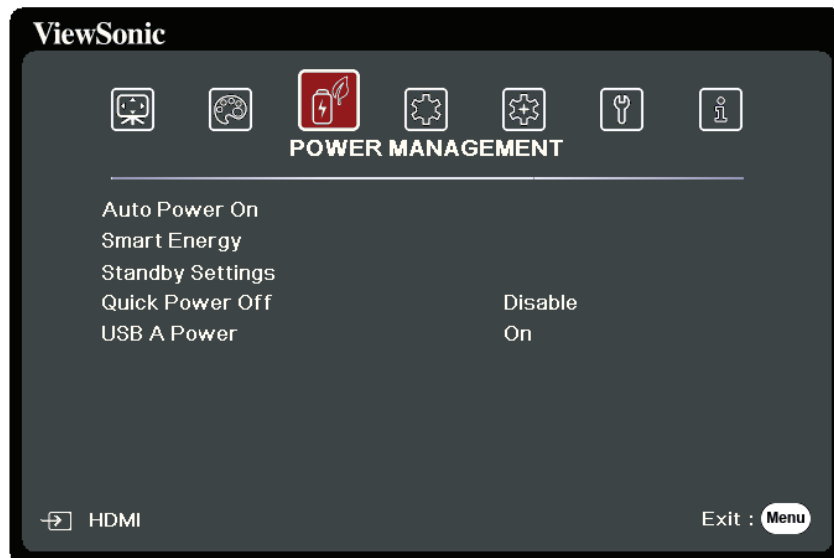 ViewSonic
POWER MANAGEMENT
Auto Power On
Smart Energy
Standby Settings
Quick Power Off Disable
USB A Power On
HDMI Exit : Menu